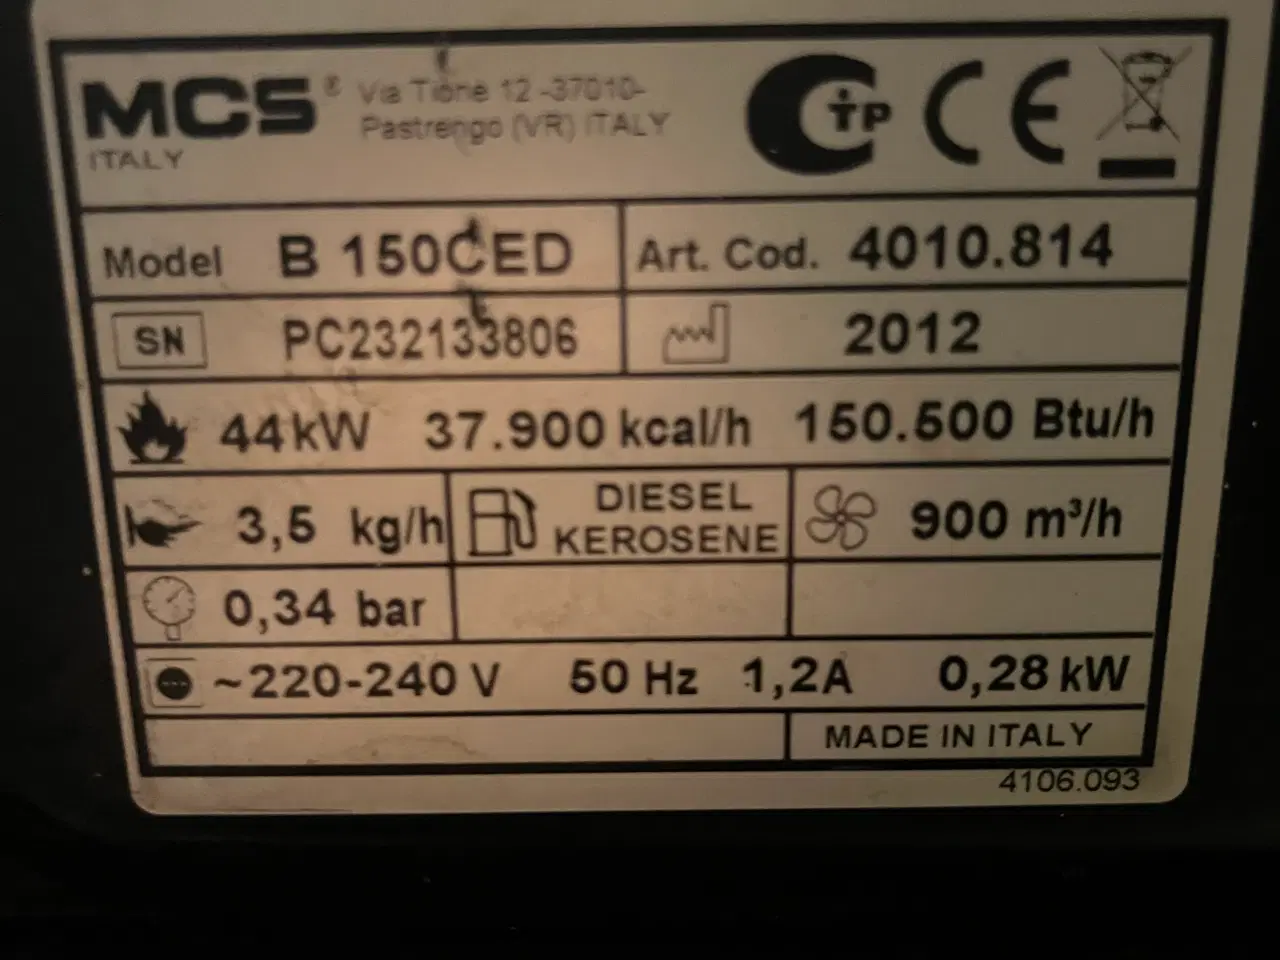 MCS® Via Tione 12 -37010-
Pastrengo (VR) ITALY
ITALY
TP CE
Model B 150CED Art. Cod. 4010.814
SN PC232133806 2012
44kW 37.900 kcal/h 150.500 Btu/h
3,5 kg/h DIESEL KEROSENE 900 m³/h
0,34 bar
~220-240 V 50 Hz 1,2A 0,28 kW
MADE IN ITALY
4106.093